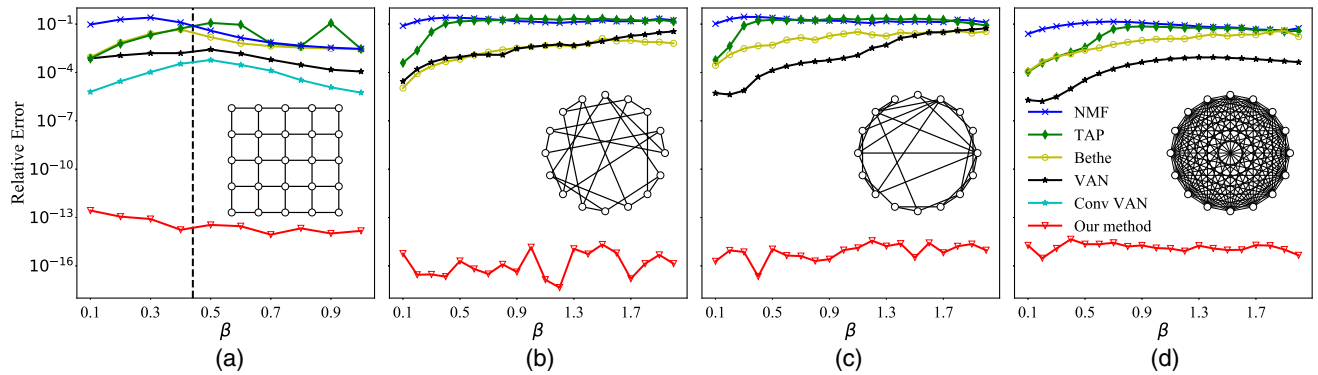 Relative Error
10⁻¹
10⁻⁴
10⁻⁷
10⁻¹⁰
10⁻¹³
10⁻¹⁶
0.1 0.3 0.5 0.7 0.9
β
(a)
0.1 0.5 0.9 1.3 1.7
β
(b)
0.1 0.5 0.9 1.3 1.7
β
(c)
NMF
TAP
Bethe
VAN
Conv VAN
Our method
0.1 0.5 0.9 1.3 1.7
β
(d)